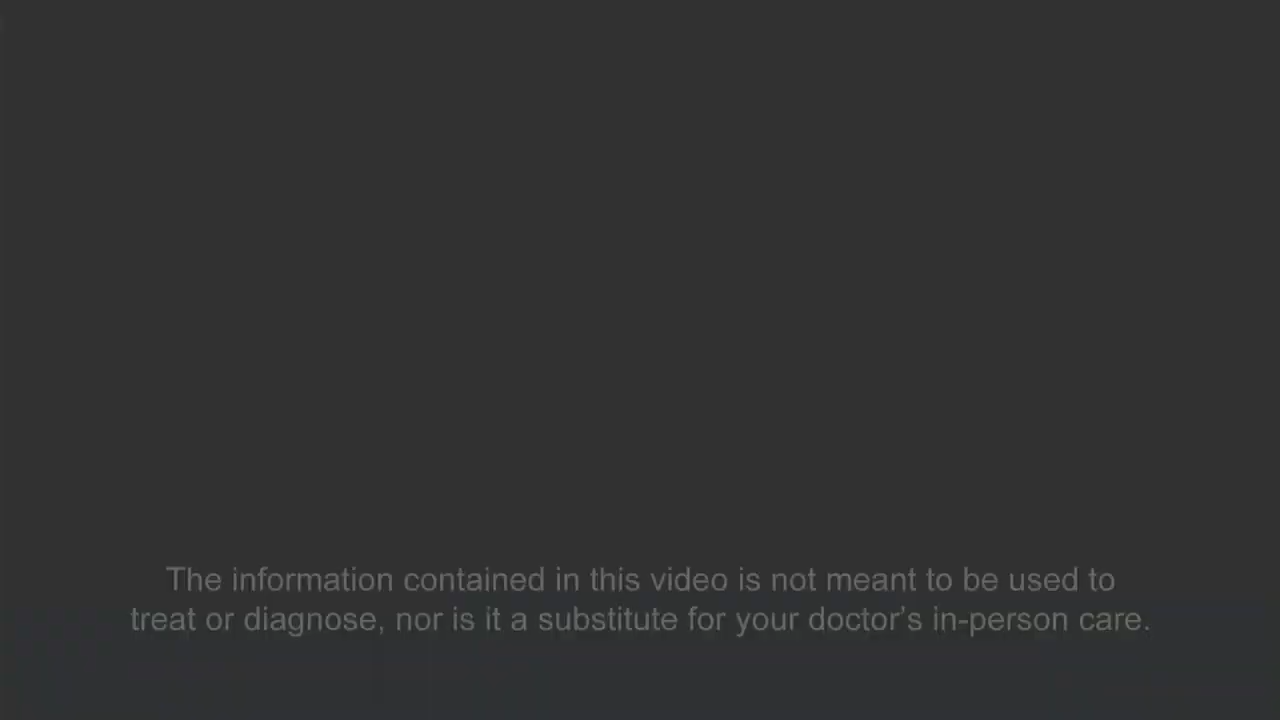 The information contained in this video is not meant to be used to
treat or diagnose, nor is it a substitute for your doctor’s in-person care.